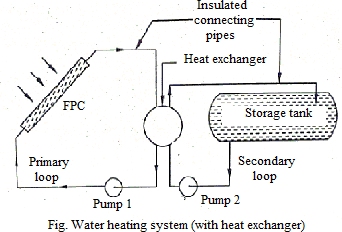 Insulated
connecting
pipes
Heat exchanger
FPC
Storage tank
Primary
loop
Secondary
loop
Pump 1
Pump 2
Fig. Water heating system (with heat exchanger)